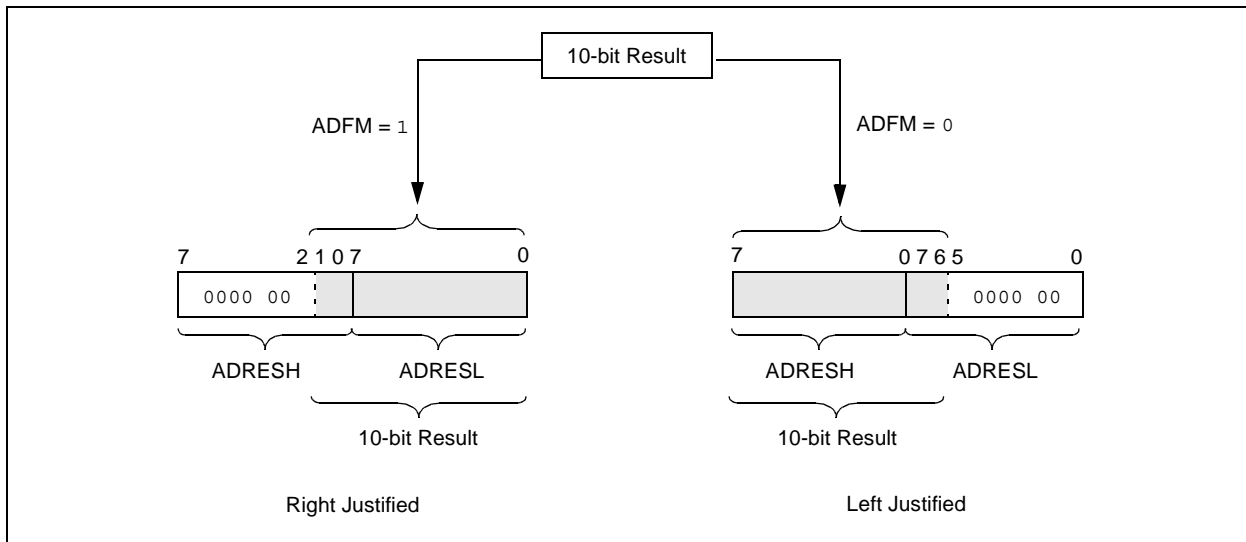 10-bit Result
ADFM = 1
ADFM = 0
7 2 1 0 7 0
7 0 7 6 5 0
0000 00
0000 00
ADRESH ADRESL
ADRESH ADRESL
10-bit Result
10-bit Result
Right Justified
Left Justified